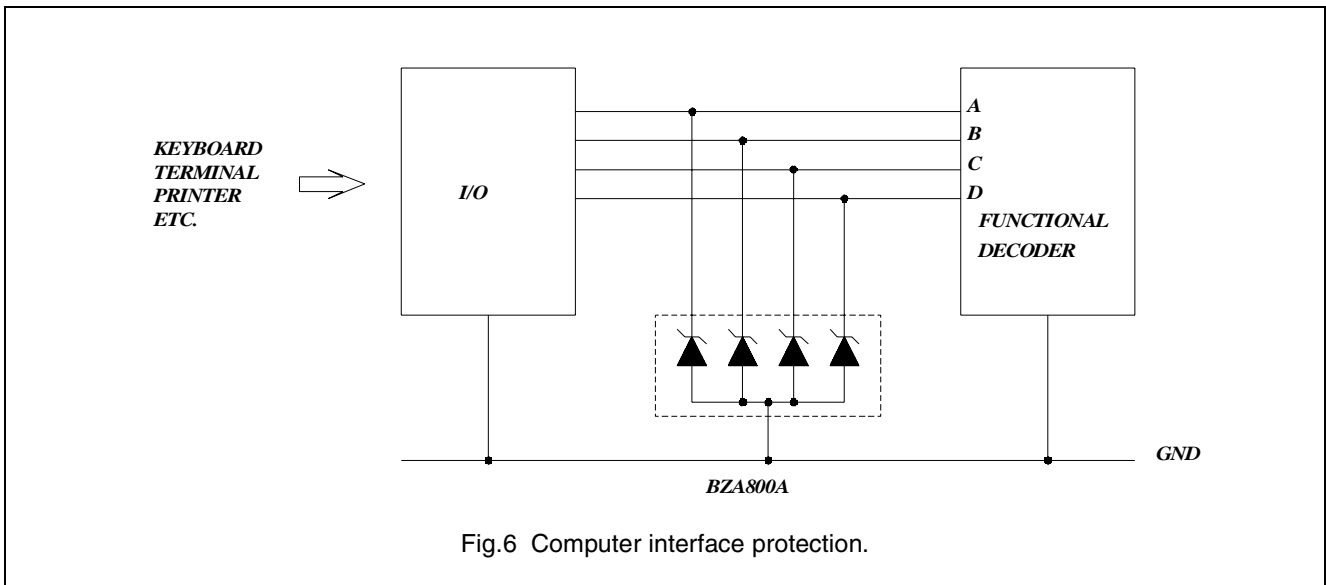 KEYBOARD
TERMINAL
PRINTER
ETC.
I/O
A
B
C
D
FUNCTIONAL
DECODER
GND
BZA800A
Fig.6 Computer interface protection.